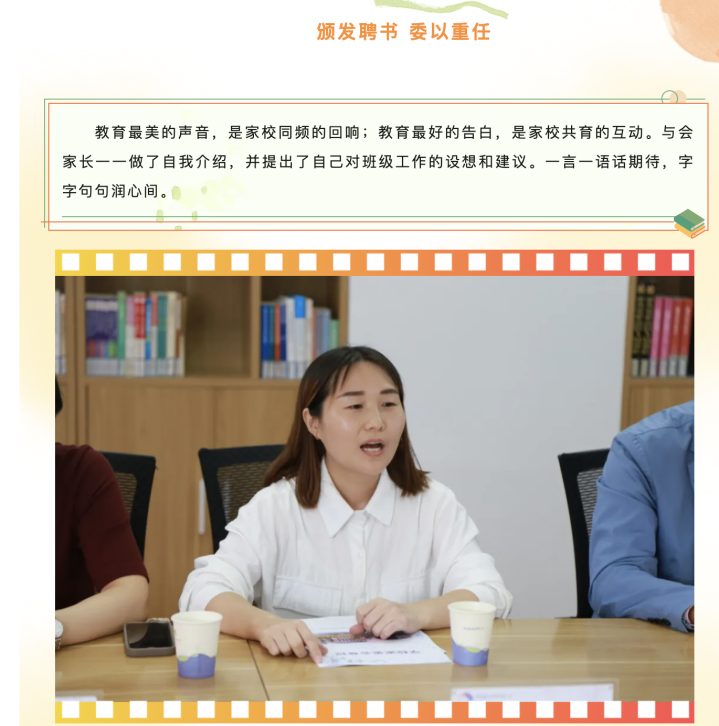 颁发聘书 委以重任
教育最美的声音，是家校同频的回响；教育最好的告白，是家校共育的互动。与会
家长一一做了自我介绍，并提出了自己对班级工作的设想和建议。一言一语话期待，字
字句句润心间。